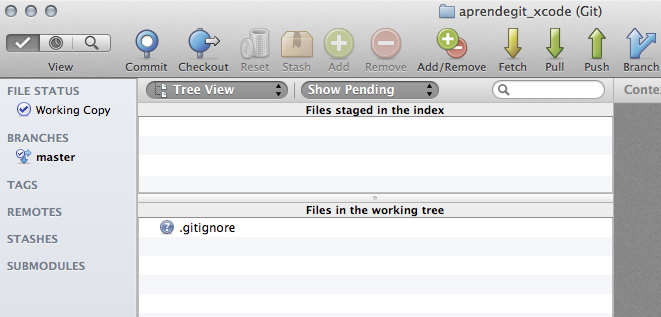 aprendegit_xcode (Git)
View Commit Checkout Reset Stash Add Remove Add/Remove Fetch Pull Push Branch
FILE STATUS
Working Copy
BRANCHES
master
TAGS
REMOTES
STASHES
SUBMODULES
Tree View
Show Pending
Conte
Files staged in the index
Files in the working tree
.gitignore